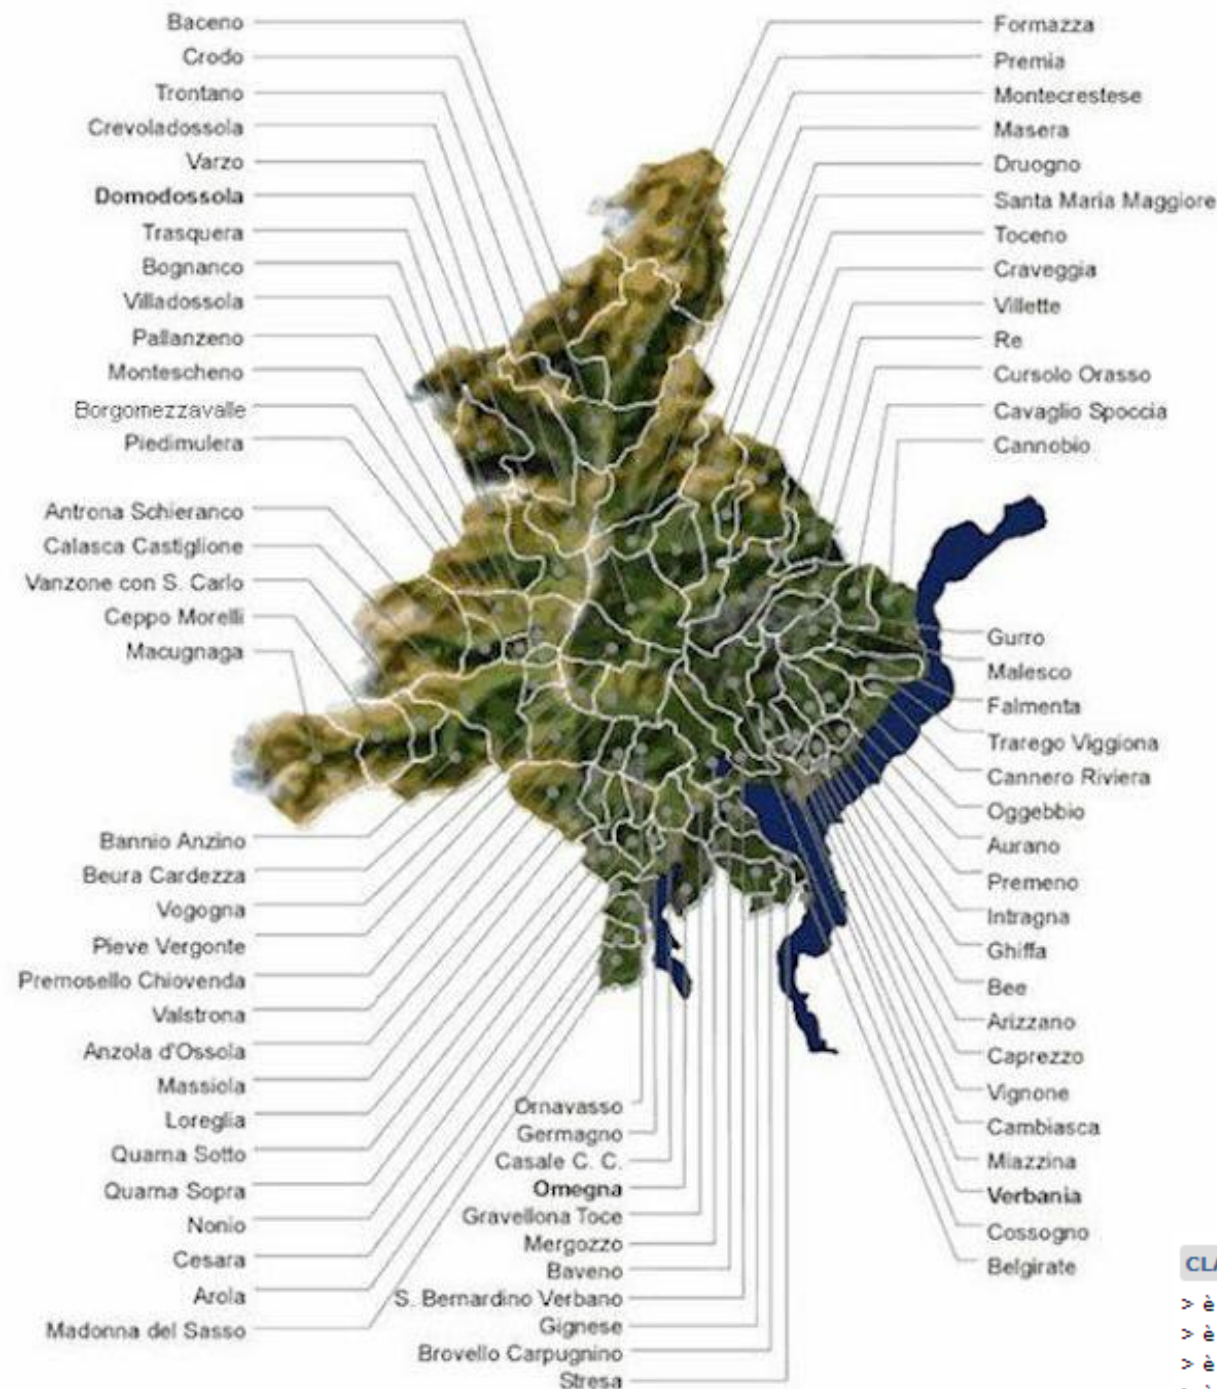 Baceno
Crodo
Trontano
Crevoladossola
Varzo
Domodossola
Trasquera
Bognanco
Villadossola
Pallanzeno
Montescheno
Borgomezzavalle
Piedimulera
Antrona Schieranco
Calasca Castiglione
Vanzone con S. Carlo
Ceppo Morelli
Macugnaga
Bannio Anzino
Beura Cardezza
Vogogna
Pieve Vergonte
Premosello Chiovenda
Valstrona
Anzola d'Ossola
Massiola
Loreglia
Quarna Sotto
Quarna Sopra
Nonio
Cesara
Arola
Madonna del Sasso
Ornavasso
Germagno
Casale C. C.
Omegna
Gravellona Toce
Mergozzo
Baveno
S. Bernardino Verbano
Gignese
Brovello Carpugnino
Stresa
Formazza
Premia
Montecrestese
Masera
Druogno
Santa Maria Maggiore
Toceno
Craveggia
Villette
Re
Cursolo Orasso
Cavaglio Spoccia
Cannobio
Gurro
Malesco
Falmenta
Trarego Viggiona
Cannero Riviera
Oggebbio
Aurano
Premeno
Intragna
Ghiffa
Bee
Arizzano
Caprezzo
Vignone
Cambiasca
Miazzina
Verbania
Cossogno
Belgirate
CLA
> è
> è
> è